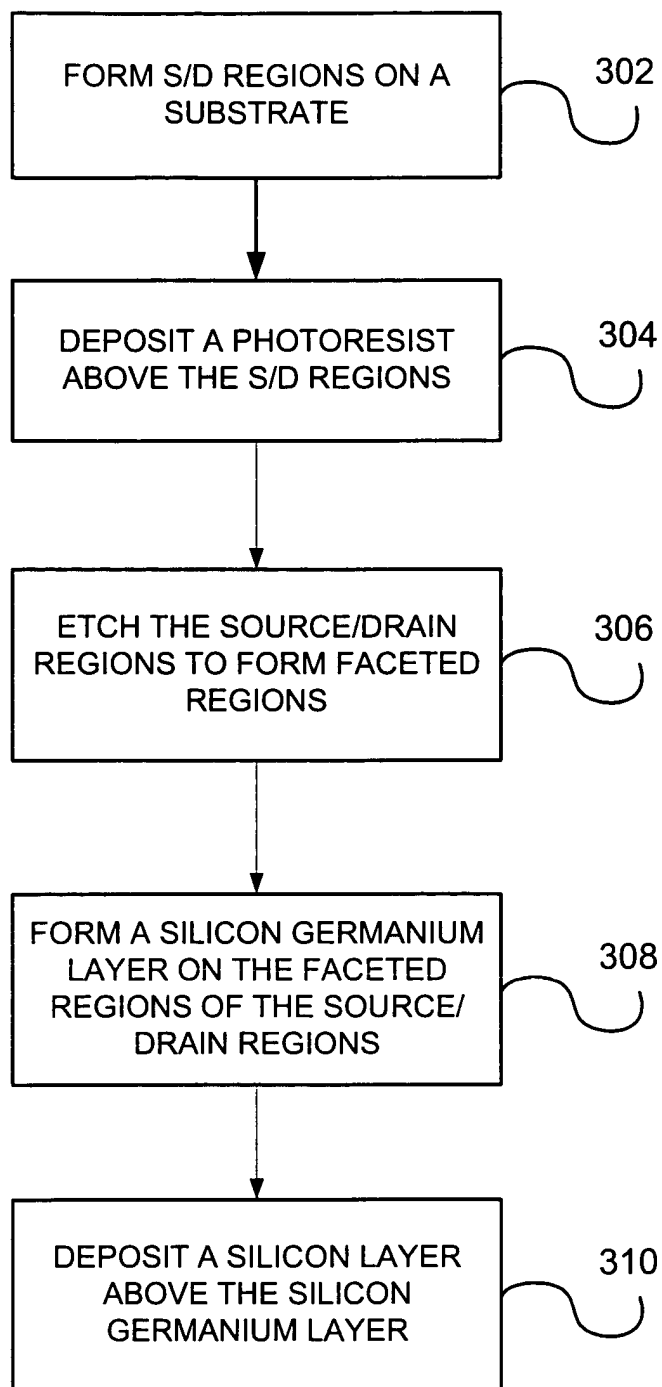 FORM S/D REGIONS ON A
SUBSTRATE
302
DEPOSIT A PHOTORESIST
ABOVE THE S/D REGIONS
304
ETCH THE SOURCE/DRAIN
REGIONS TO FORM FACETED
REGIONS
306
FORM A SILICON GERMANIUM
LAYER ON THE FACETED
REGIONS OF THE SOURCE/
DRAIN REGIONS
308
DEPOSIT A SILICON LAYER
ABOVE THE SILICON
GERMANIUM LAYER
310